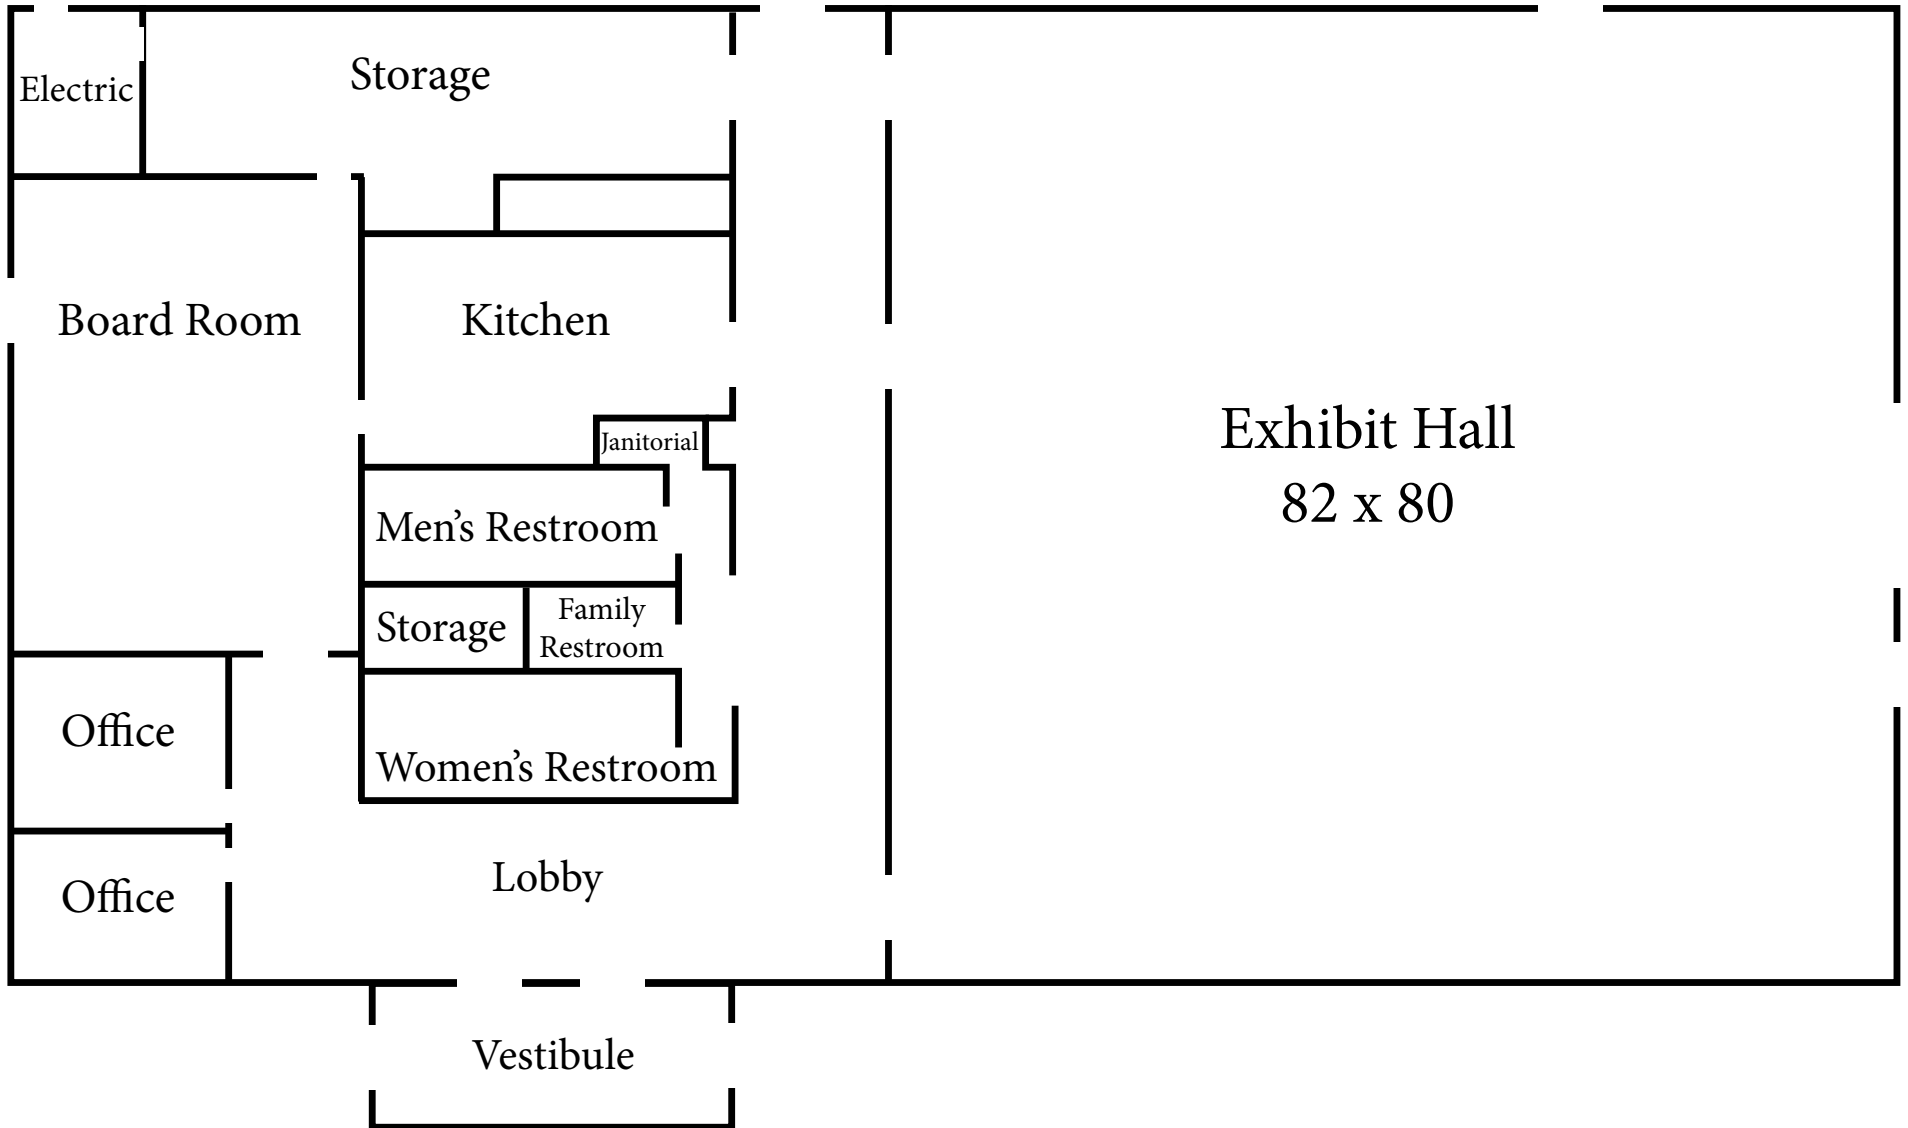 Storage
Electric
Board Room
Kitchen
Exhibit Hall
82 x 80
Janitorial
Men’s Restroom
Storage
Family
Restroom
Office
Women’s Restroom
Lobby
Office
Vestibule